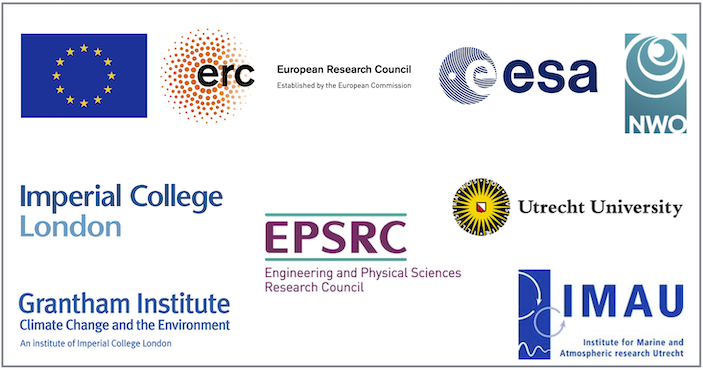 erc
European Research Council
Established by the European Commission
esa
NWO
Imperial College
London
EPSRC
Engineering and Physical Sciences
Research Council
Utrecht University
Grantham Institute
Climate Change and the Environment
An institute of Imperial College London
IMAU
Institute for Marine and
Atmospheric research Utrecht